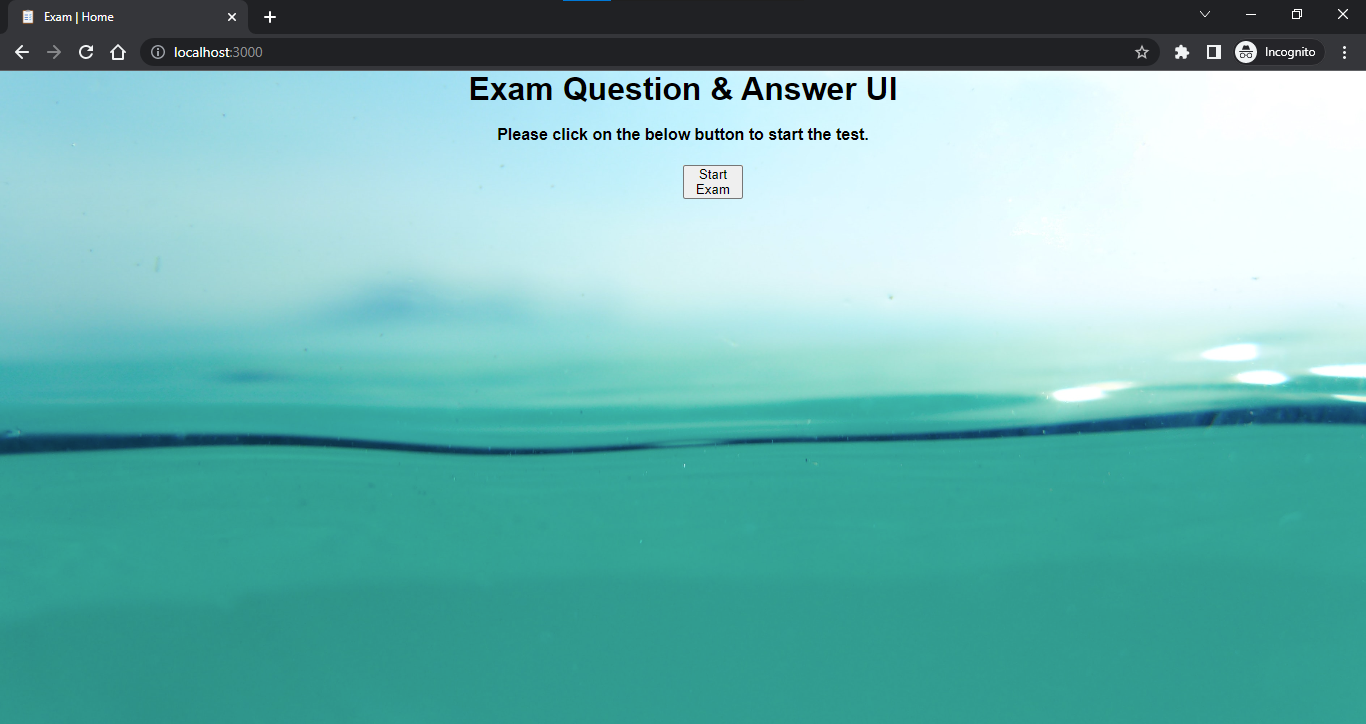 Exam | Home
localhost:3000
Incognito
Exam Question & Answer UI
Please click on the below button to start the test.
Start
Exam